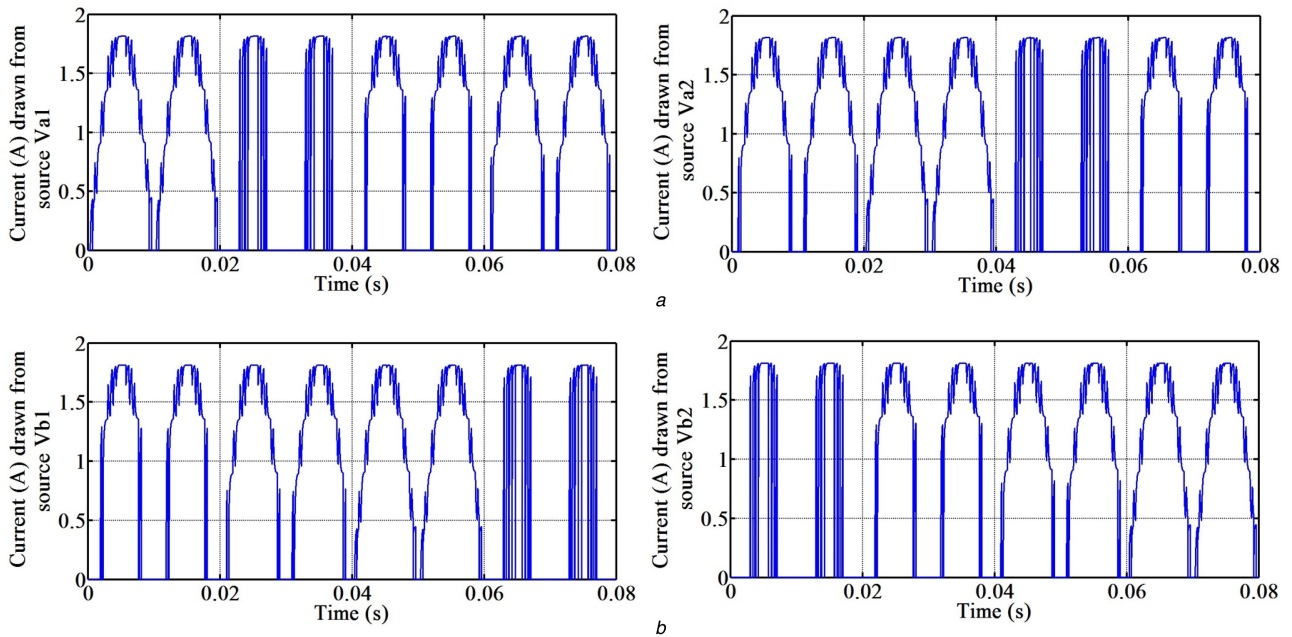 Current (A) drawn from
source Va1
2
1.5
1
0.5
0
0 0.02 0.04 0.06 0.08
Time (s)
Current (A) drawn from
source Va2
2
1.5
1
0.5
0
0 0.02 0.04 0.06 0.08
Time (s)
a
Current (A) drawn from
source Vb1
2
1.5
1
0.5
0
0 0.02 0.04 0.06 0.08
Time (s)
Current (A) drawn from
source Vb2
2
1.5
1
0.5
0
0 0.02 0.04 0.06 0.08
Time (s)
b